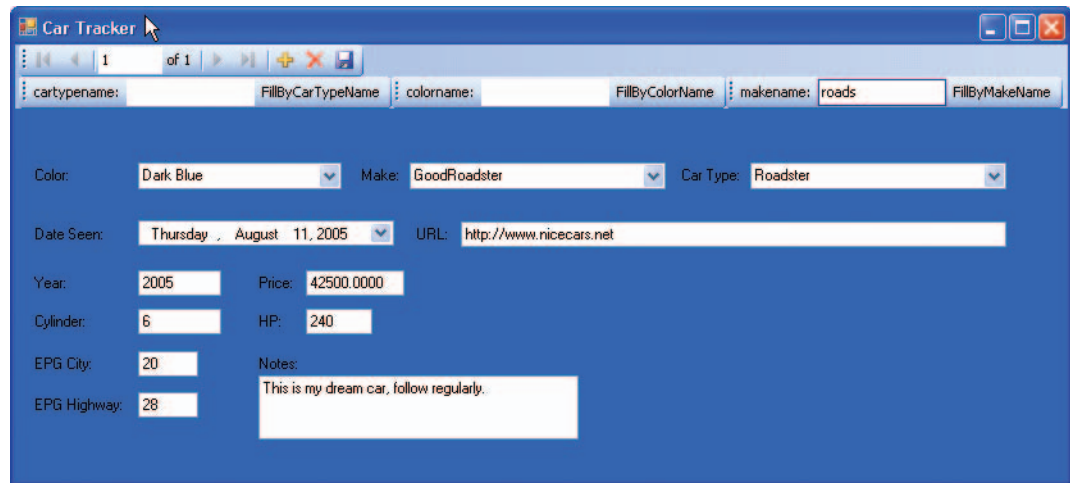 Car Tracker
1 of 1
cartypename: FillByCarTypeName colorname: FillByColorName makename: roads FillByMakeName
Color: Dark Blue Make: GoodRoadster Car Type: Roadster
Date Seen: Thursday , August 11, 2005 URL: http://www.nicecars.net
Year: 2005 Price: 42500.0000
Cylinder: 6 HP: 240
EPG City: 20 Notes:
This is my dream car, follow regularly.
EPG Highway: 28